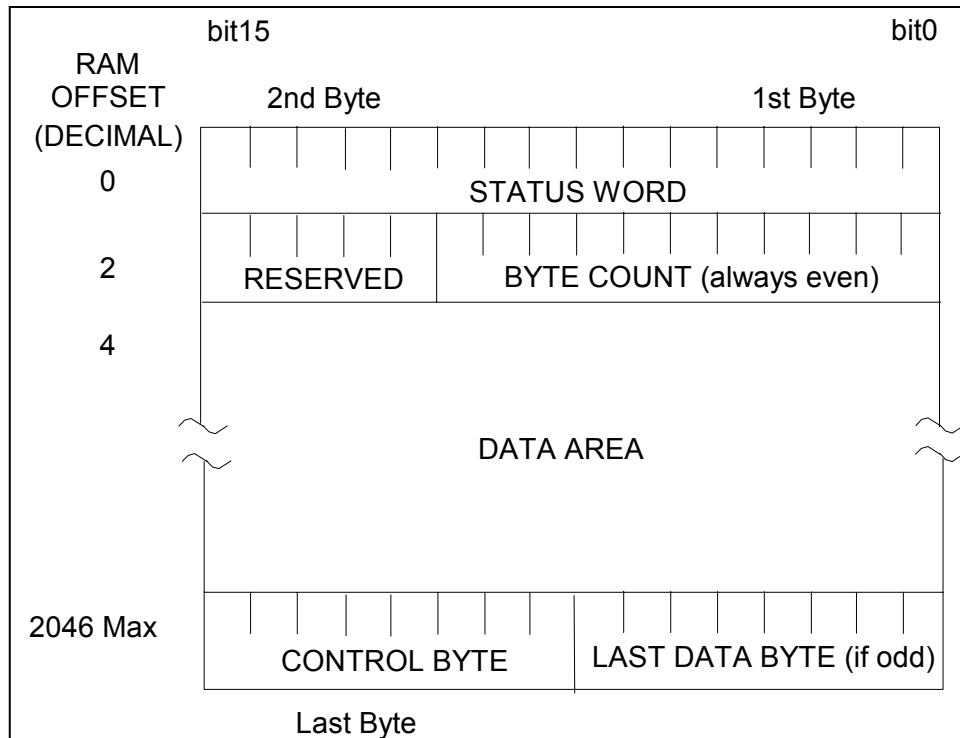 bit15 bit0
RAM
OFFSET
(DECIMAL)
2nd Byte 1st Byte
0 STATUS WORD
2 RESERVED BYTE COUNT (always even)
4
DATA AREA
2046 Max
CONTROL BYTE LAST DATA BYTE (if odd)
Last Byte